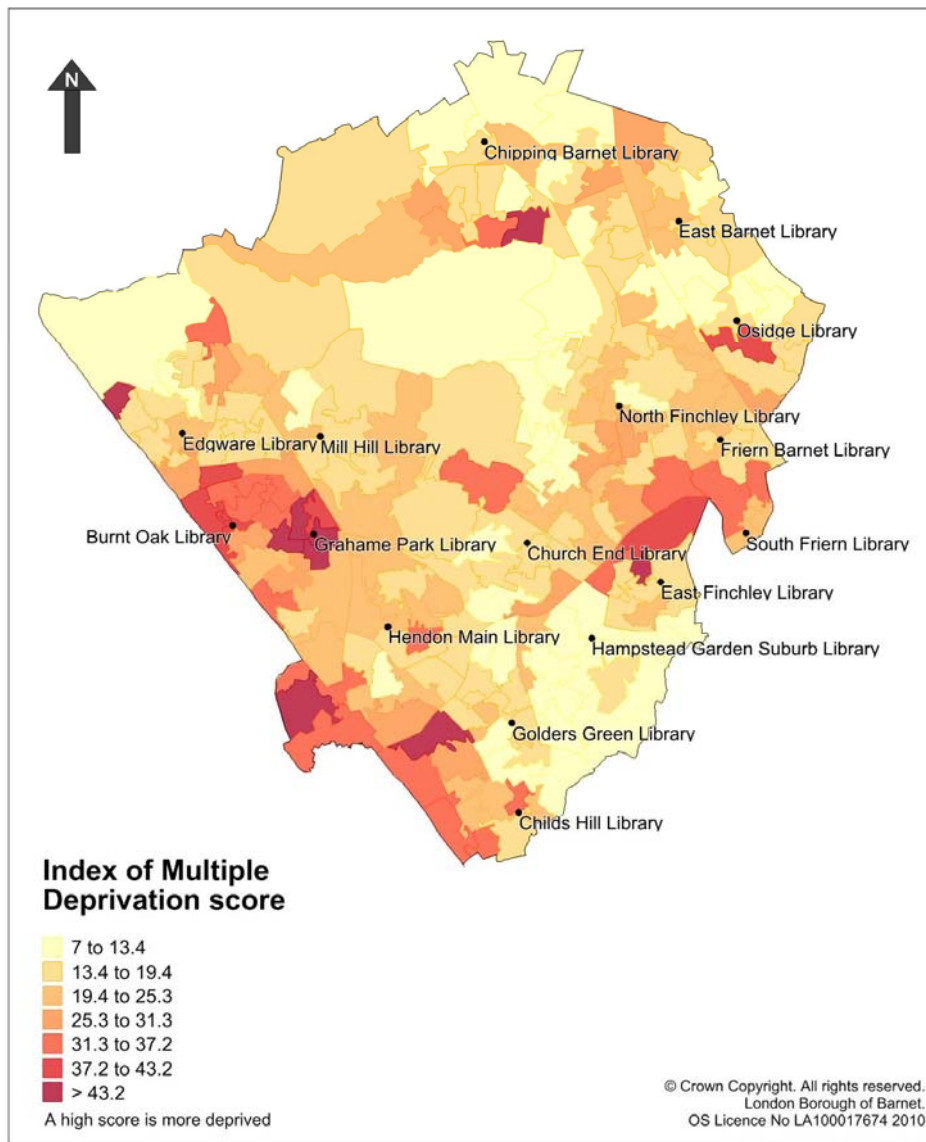 N
Chipping Barnet Library
East Barnet Library
Osidge Library
North Finchley Library
Edgware Library
Mill Hill Library
Friern Barnet Library
Burnt Oak Library
Grahame Park Library
Church End Library
South Friern Library
East Finchley Library
Hendon Main Library
Hampstead Garden Suburb Library
Golders Green Library
Childs Hill Library
Index of Multiple
Deprivation score
7 to 13.4
13.4 to 19.4
19.4 to 25.3
25.3 to 31.3
31.3 to 37.2
37.2 to 43.2
> 43.2
A high score is more deprived
© Crown Copyright. All rights reserved.
London Borough of Barnet.
OS Licence No LA100017674 2010